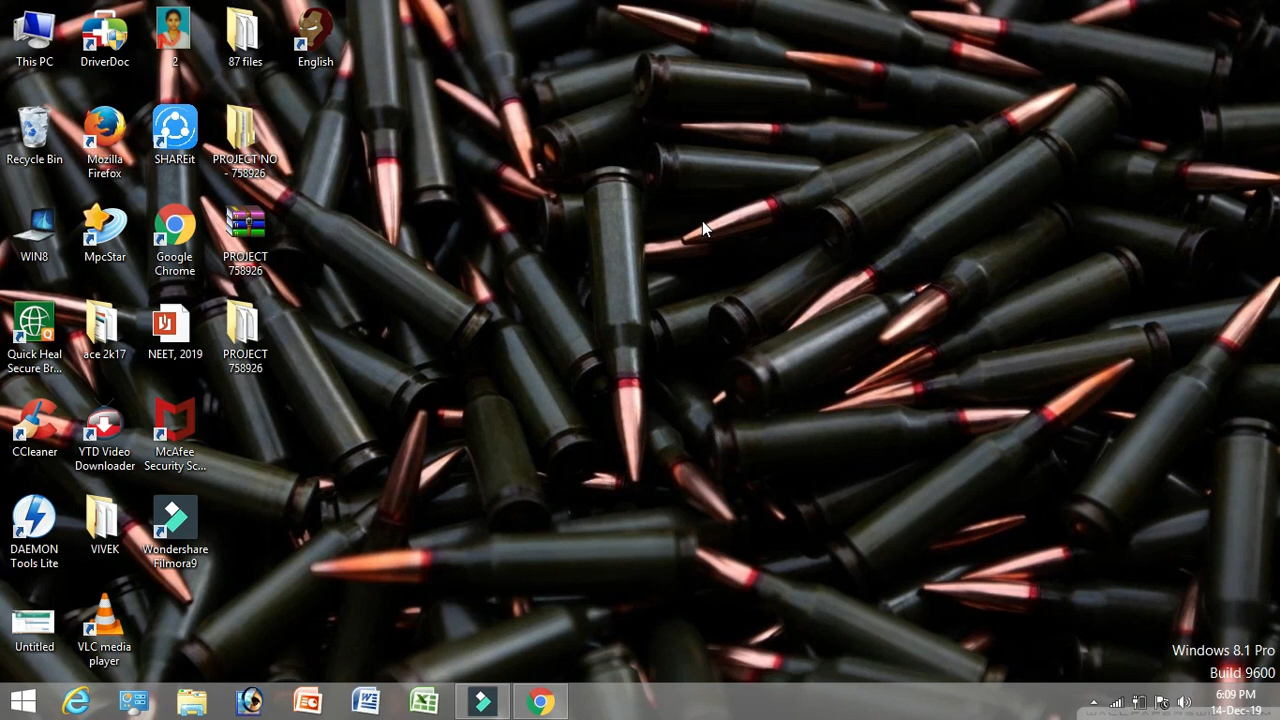 This PC
DriverDoc
2
87 files
English
Recycle Bin
Mozilla
Firefox
SHAREit
PROJECT NO
- 758926
WIN8
MpcStar
Google
Chrome
PROJECT
758926
Quick Heal
Secure Br...
ace 2k17
NEET, 2019
PROJECT
758926
CCleaner
YTD Video
Downloader
McAfee
Security Sc...
DAEMON
Tools Lite
VIVEK
Wondershare
Filmora9
Untitled
VLC media
player
Windows 8.1 Pro
Build 9600
6:09 PM
14-Dec-19